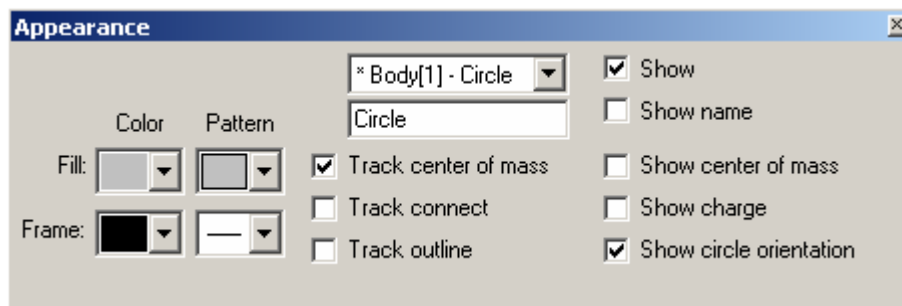 Appearance
* Body[1] - Circle
Show
Circle
Show name
Color Pattern
Fill:
Track center of mass
Show center of mass
Track connect
Show charge
Frame:
Track outline
Show circle orientation